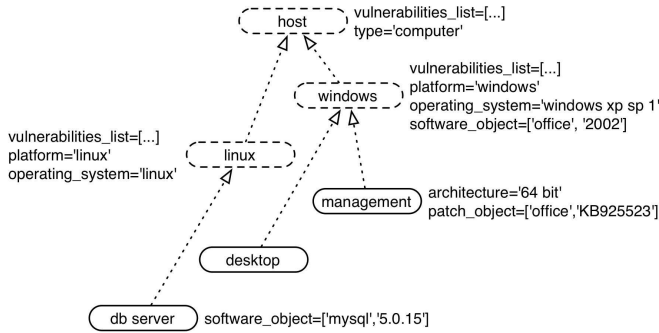 host
vulnerabilities_list=[...]
type='computer'
windows
vulnerabilities_list=[...]
platform='windows'
operating_system='windows xp sp 1'
software_object=['office', '2002']
vulnerabilities_list=[...]
platform='linux'
operating_system='linux'
linux
management
architecture='64 bit'
patch_object=['office','KB925523']
desktop
db server
software_object=['mysql','5.0.15']